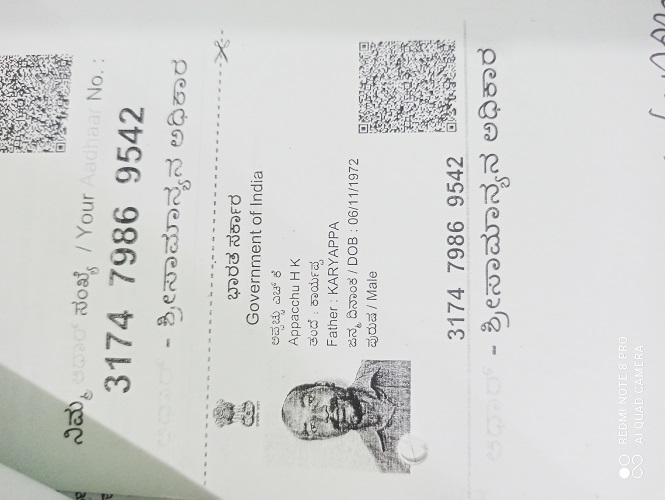 ನಿಮ್ಮ ಆಧಾರ್ ಸಂಖ್ಯೆ / Your Aadhaar No. :
3174 7986 9542
ಆಧಾರ್ - ಶ್ರೀಸಾಮಾನ್ಯನ ಅಧಿಕಾರ
ಭಾರತ ಸರ್ಕಾರ
Government of India
ಅಪ್ಪಚ್ಚು ಎಚ್ ಕೆ
Appacchu H K
ತಂದೆ : ಕಾರ್ಯಪ್ಪ
Father : KARYAPPA
ಜನ್ಮ ದಿನಾಂಕ / DOB : 06/11/1972
ಪುರುಷ / Male
3174 7986 9542
ಆಧಾರ್ - ಶ್ರೀಸಾಮಾನ್ಯನ ಅಧಿಕಾರ
REDMI NOTE 8 PRO
AI QUAD CAMERA